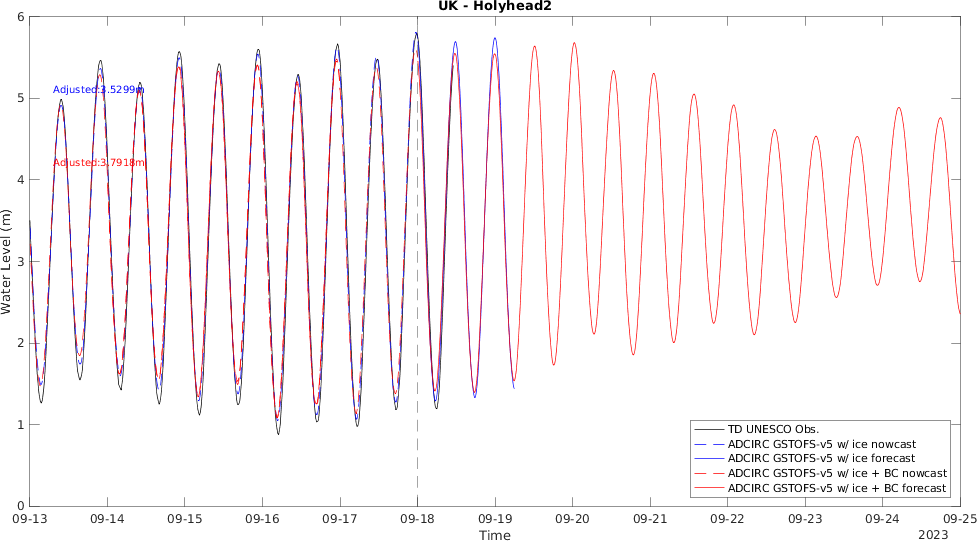 UK - Holyhead2
6
5
4
3
2
1
0
Water Level (m)
Adjusted:3.5299m
Adjusted:3.7918m
TD UNESCO Obs.
ADCIRC GSTOFS-v5 w/ ice nowcast
ADCIRC GSTOFS-v5 w/ ice forecast
ADCIRC GSTOFS-v5 w/ ice + BC nowcast
ADCIRC GSTOFS-v5 w/ ice + BC forecast
09-13 09-14 09-15 09-16 09-17 09-18 09-19 09-20 09-21 09-22 09-23 09-24 09-25
Time
2023